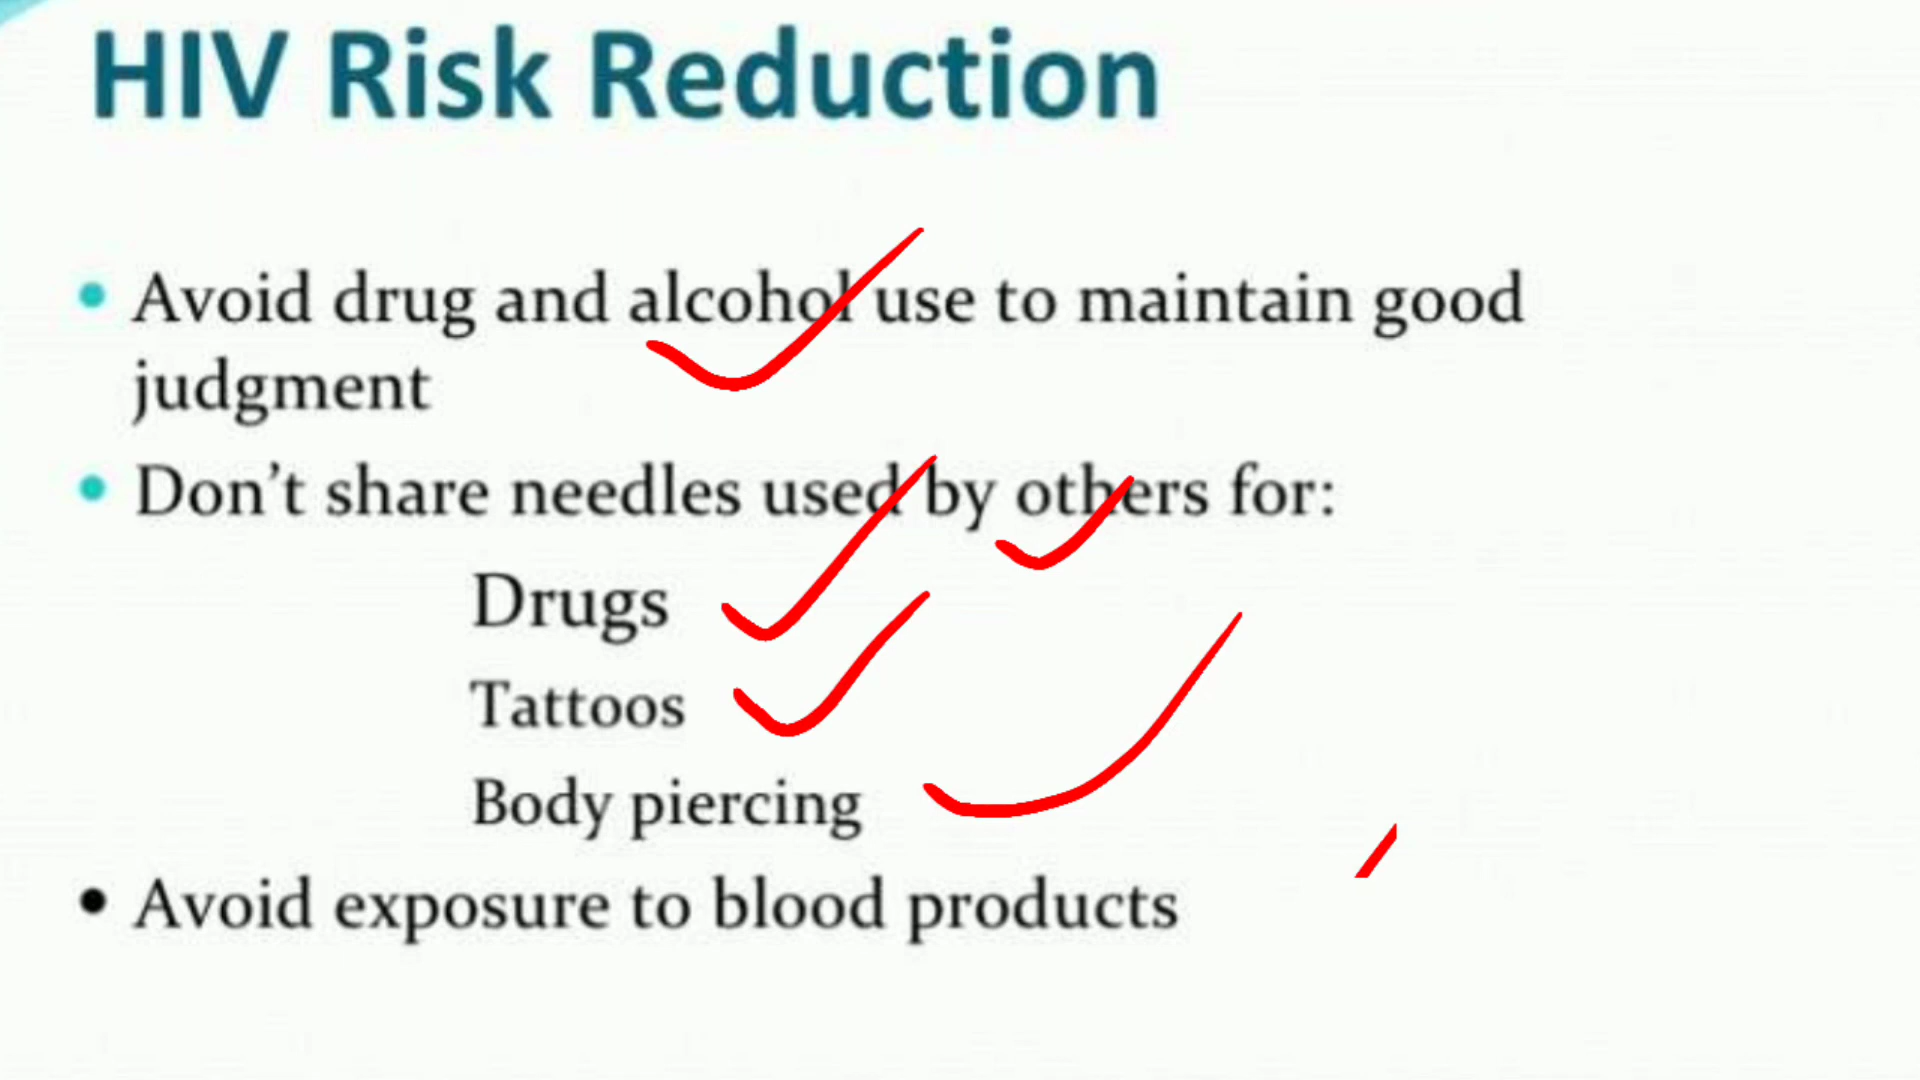 HIV Risk Reduction
• Avoid drug and alcohol use to maintain good
judgment
• Don’t share needles used by others for:
Drugs
Tattoos
Body piercing
• Avoid exposure to blood products